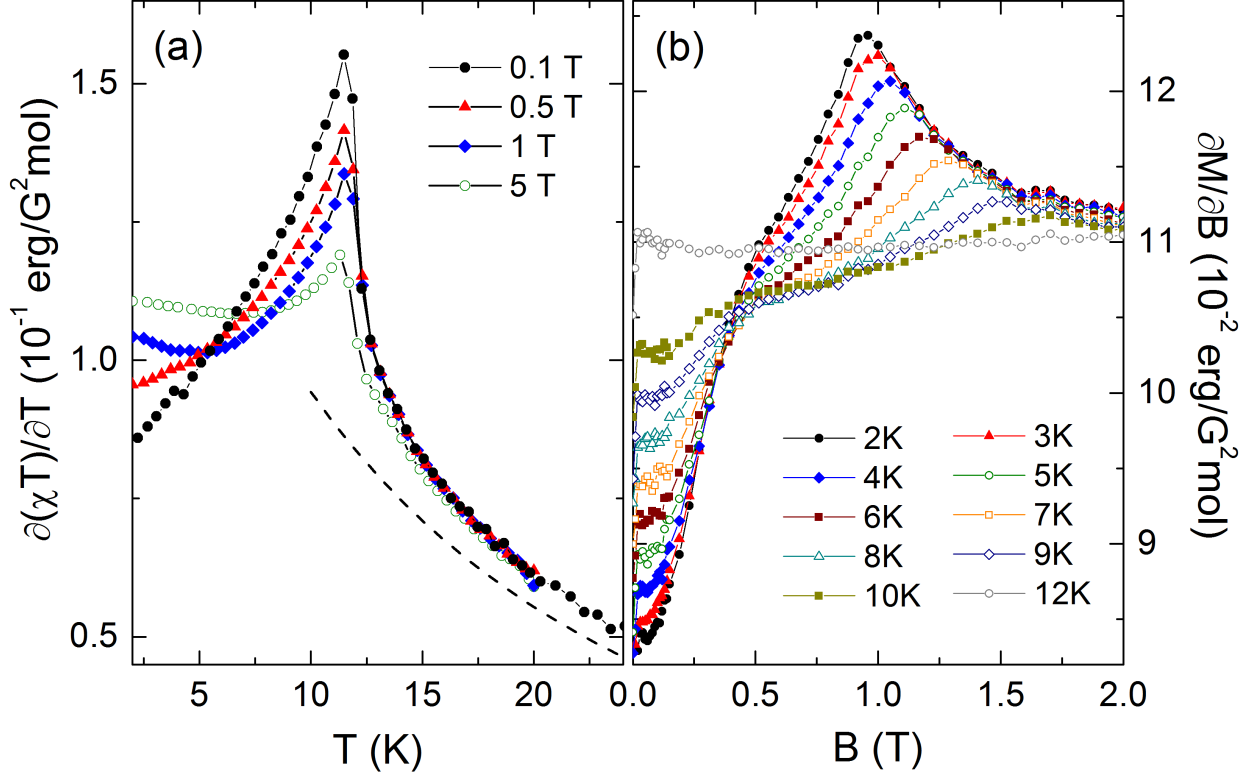 (a)
0.1 T
0.5 T
1 T
5 T
1.5
1.0
0.5
∂(χT)/∂T (10⁻¹ erg/G²mol)
5
10
15
20
T (K)
(b)
12
11
10
9
∂M/∂B (10⁻² erg/G²mol)
2K
3K
4K
5K
6K
7K
8K
9K
10K
12K
0.0
0.5
1.0
1.5
2.0
B (T)